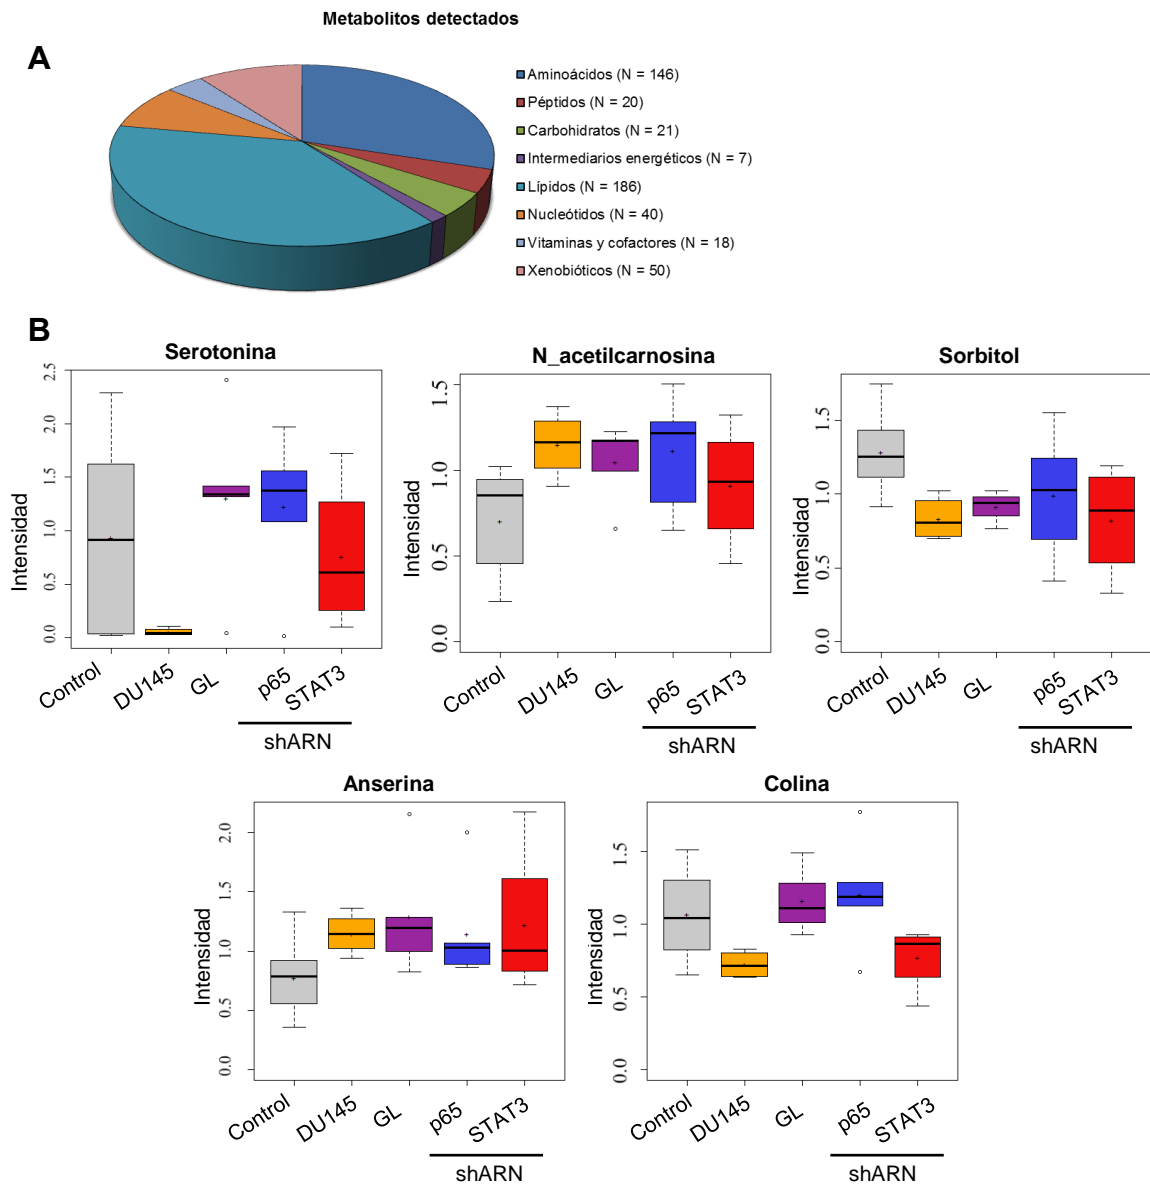 Metabolitos detectados
A
Aminoácidos (N = 146)
Péptidos (N = 20)
Carbohidratos (N = 21)
Intermediarios energéticos (N = 7)
Lípidos (N = 186)
Nucleótidos (N = 40)
Vitaminas y cofactores (N = 18)
Xenobióticos (N = 50)
B
Serotonina
Intensidad
2.5
2.0
1.5
1.0
0.5
0.0
Control
DU145
GL
p65
STAT3
shARN
N_acetilcarnosina
Intensidad
1.5
1.0
0.5
0.0
Control
DU145
GL
p65
STAT3
shARN
Sorbitol
Intensidad
1.5
1.0
0.5
0.0
Control
DU145
GL
p65
STAT3
shARN
Anserina
Intensidad
2.0
1.5
1.0
0.5
0.0
Control
DU145
GL
p65
STAT3
shARN
Colina
Intensidad
1.5
1.0
0.5
0.0
Control
DU145
GL
p65
STAT3
shARN